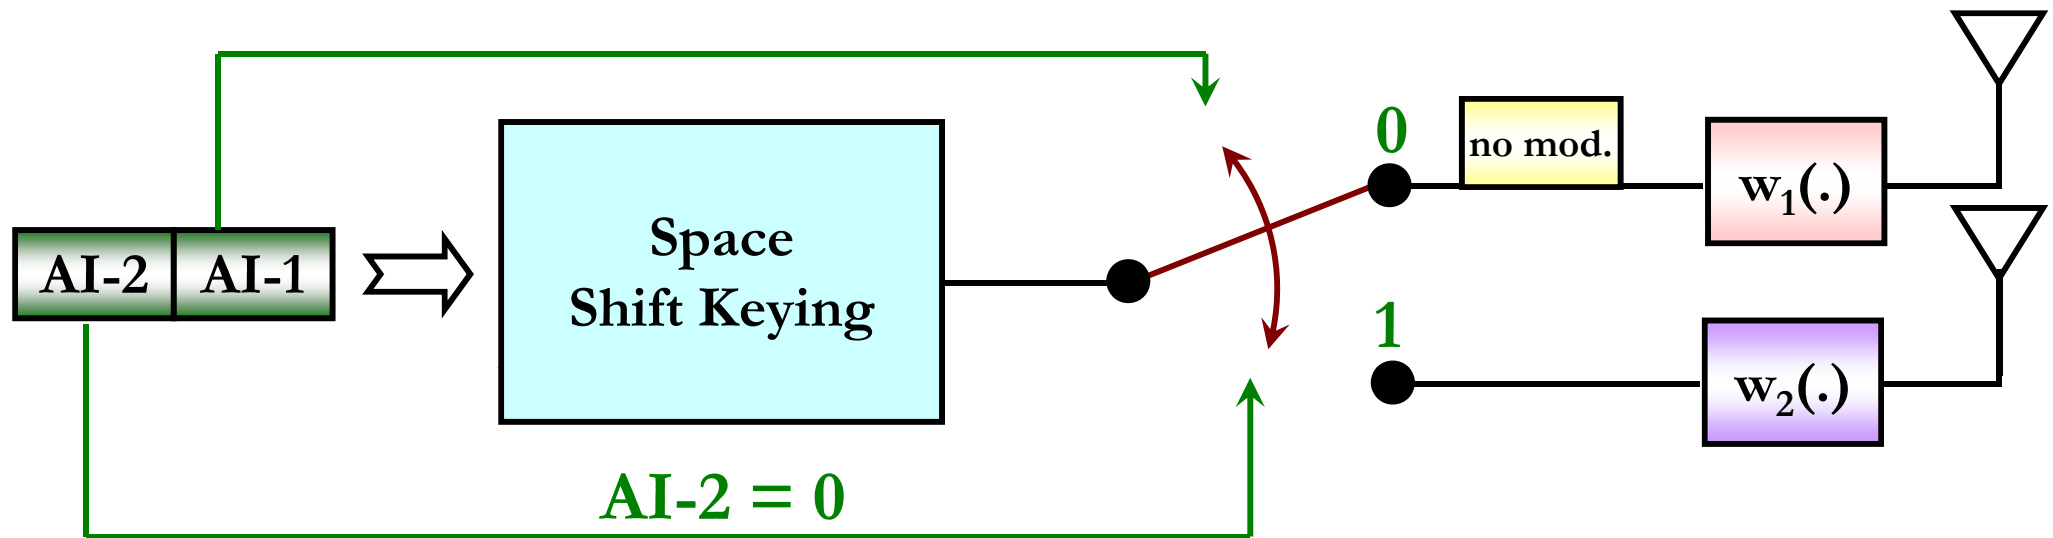 AI-2 AI-1
Space
Shift Keying
AI-2 = 0
0
1
no mod.
w₁(.)
w₂(.)